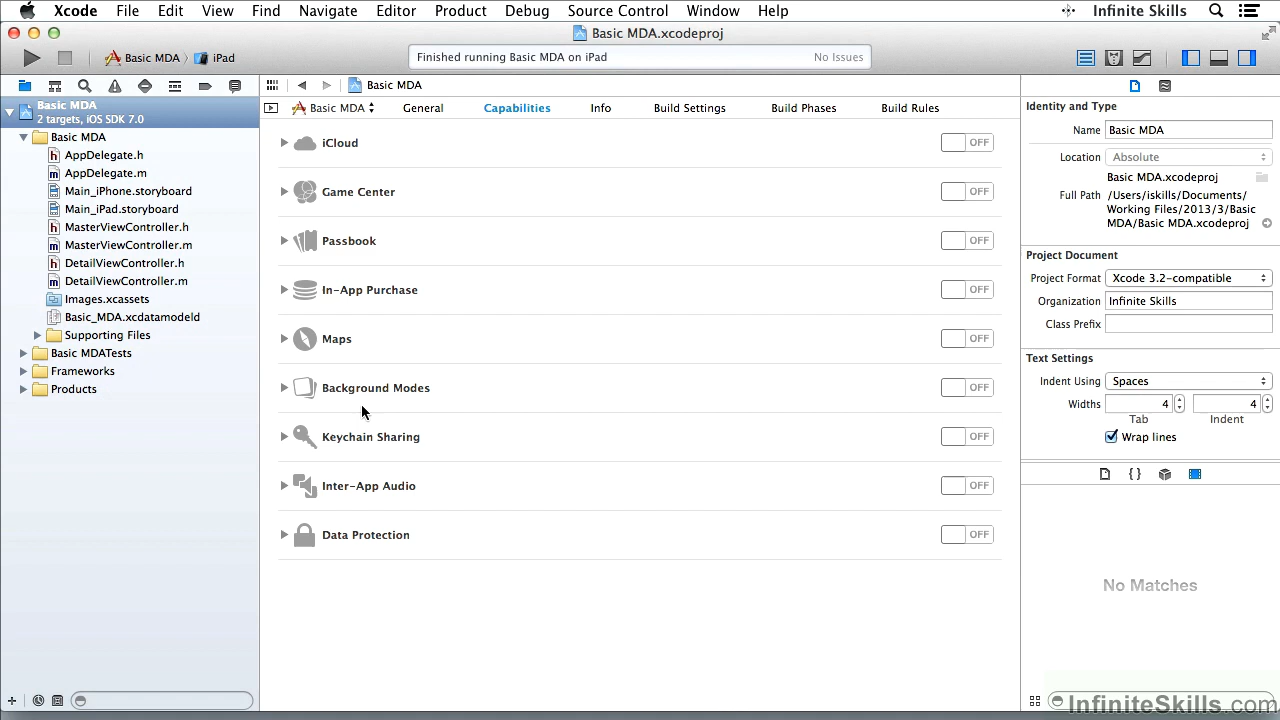 Xcode File Edit View Find Navigate Editor Product Debug Source Control Window Help Infinite Skills
Basic MDA.xcodeproj
Basic MDA iPad
Finished running Basic MDA on iPad No Issues
Basic MDA
2 targets, iOS SDK 7.0
Basic MDA
AppDelegate.h
AppDelegate.m
Main_iPhone.storyboard
Main_iPad.storyboard
MasterViewController.h
MasterViewController.m
DetailViewController.h
DetailViewController.m
Images.xcassets
Basic_MDA.xcdatamodeld
Supporting Files
Basic MDATests
Frameworks
Products
Basic MDA
Basic MDA General Capabilities Info Build Settings Build Phases Build Rules
iCloud OFF
Game Center OFF
Passbook OFF
In-App Purchase OFF
Maps OFF
Background Modes OFF
Keychain Sharing OFF
Inter-App Audio OFF
Data Protection OFF
Identity and Type
Name Basic MDA
Location Absolute
Basic MDA.xcodeproj
Full Path /Users/iskills/Documents/
Working Files/2013/3/Basic
MDA/Basic MDA.xcodeproj
Project Document
Project Format Xcode 3.2-compatible
Organization Infinite Skills
Class Prefix
Text Settings
Indent Using Spaces
Widths 4 4
Tab Indent
Wrap lines
No Matches
InfiniteSkills.com